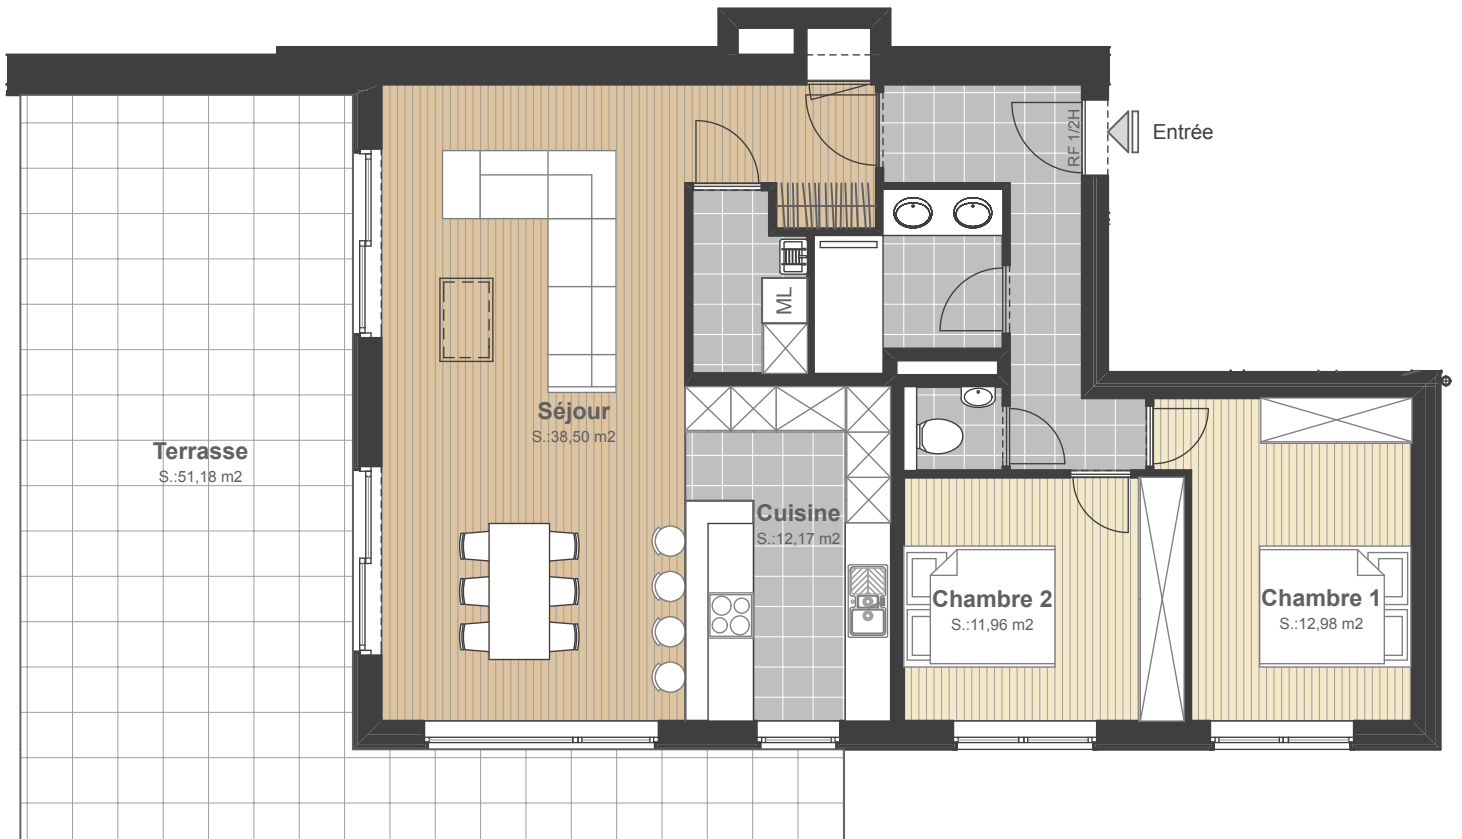 Entrée
RF 1/2H
ML
Séjour
S.:38,50 m2
Terrasse
S.:51,18 m2
Cuisine
S.:12,17 m2
Chambre 2
S.:11,96 m2
Chambre 1
S.:12,98 m2